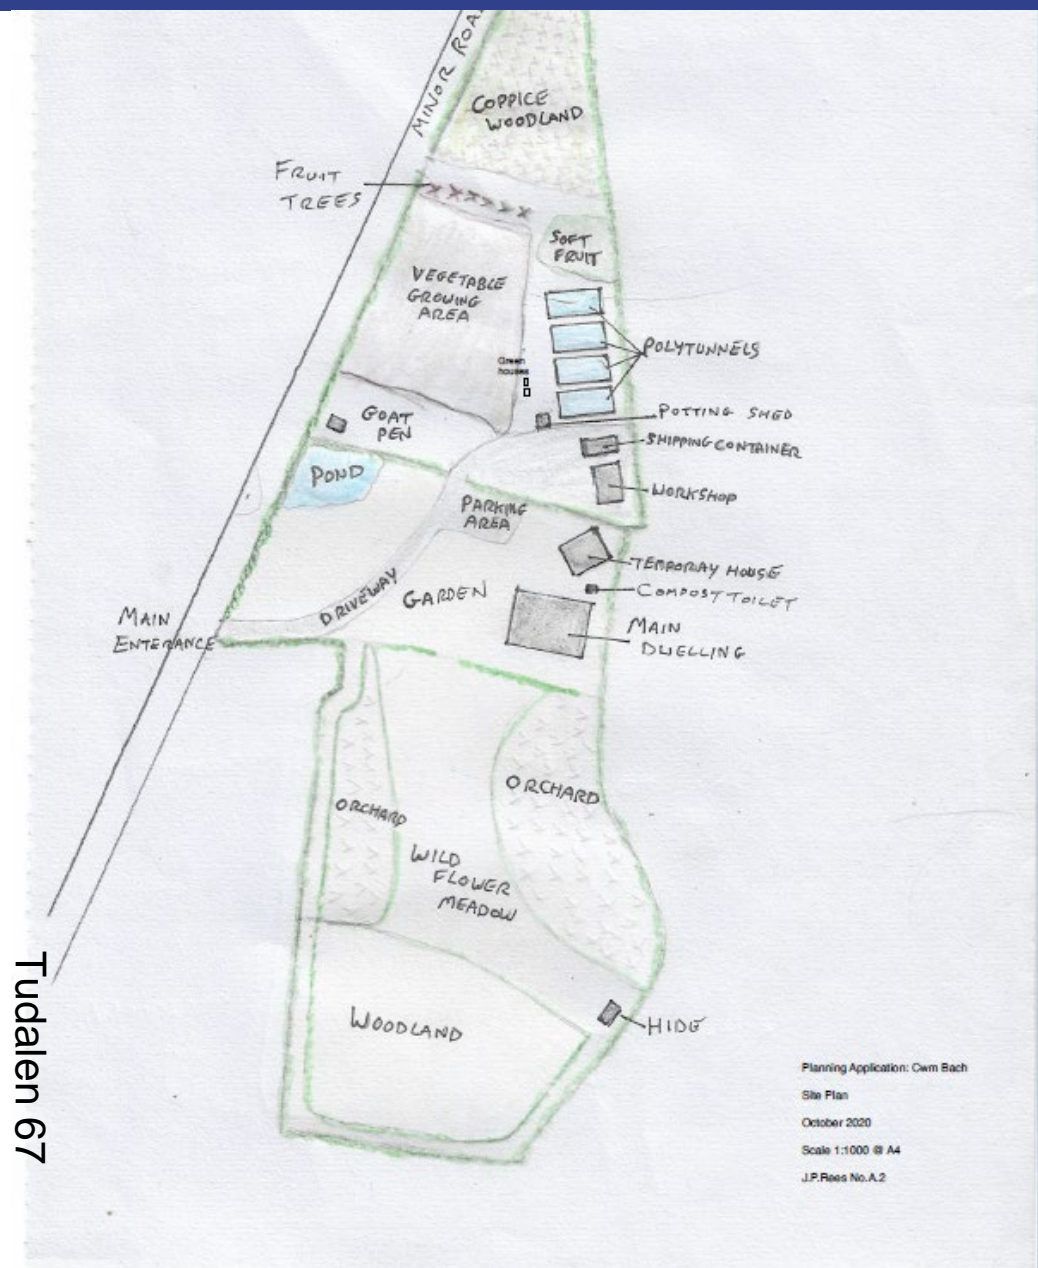 MINOR ROAD
COPPICE
WOODLAND
FRUIT
TREES
SOFT
FRUIT
VEGETABLE
GROWING
AREA
POLYTUNNELS
Green
houses
POTTING SHED
GOAT
PEN
SHIPPING CONTAINER
POND
WORKSHOP
PARKING
AREA
TEMPORAY HOUSE
COMPOST TOILET
DRIVEWAY
GARDEN
MAIN
ENTERANCE
MAIN
DWELLING
ORCHARD
ORCHARD
WILD
FLOWER
MEADOW
WOODLAND
HIDE
Tudalen 67
Planning Application: Cwm Bach
Site Plan
October 2020
Scale 1:1000 @ A4
J.P.Rees No.A.2